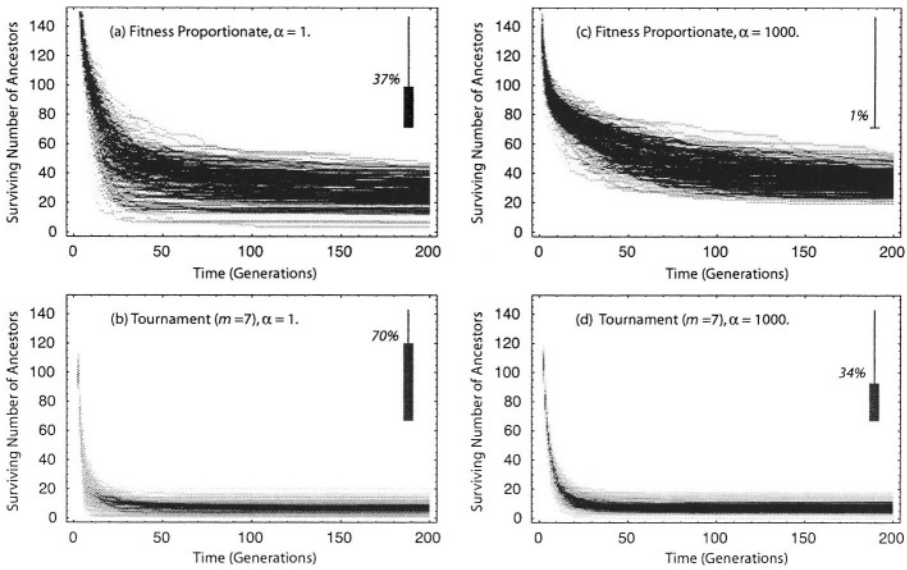 (a) Fitness Proportionate, α = 1.
37%
Surviving Number of Ancestors
140
120
100
80
60
40
20
0
0 50 100 150 200
Time (Generations)
(c) Fitness Proportionate, α = 1000.
1%
Surviving Number of Ancestors
140
120
100
80
60
40
20
0
0 50 100 150 200
Time (Generations)
(b) Tournament (m =7), α = 1.
70%
Surviving Number of Ancestors
140
120
100
80
60
40
20
0
0 50 100 150 200
Time (Generations)
(d) Tournament (m =7), α = 1000.
34%
Surviving Number of Ancestors
140
120
100
80
60
40
20
0
0 50 100 150 200
Time (Generations)